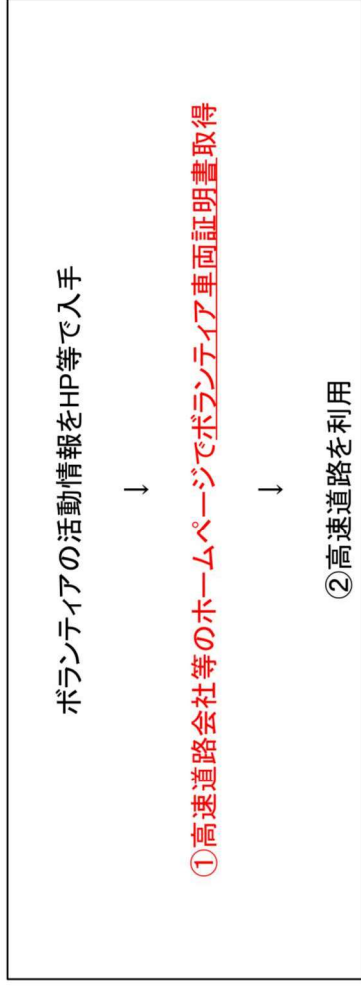 ボランティアの活動情報をHP等で入手
↓
①高速道路会社等のホームページでボランティア車両証明書取得
↓
②高速道路を利用